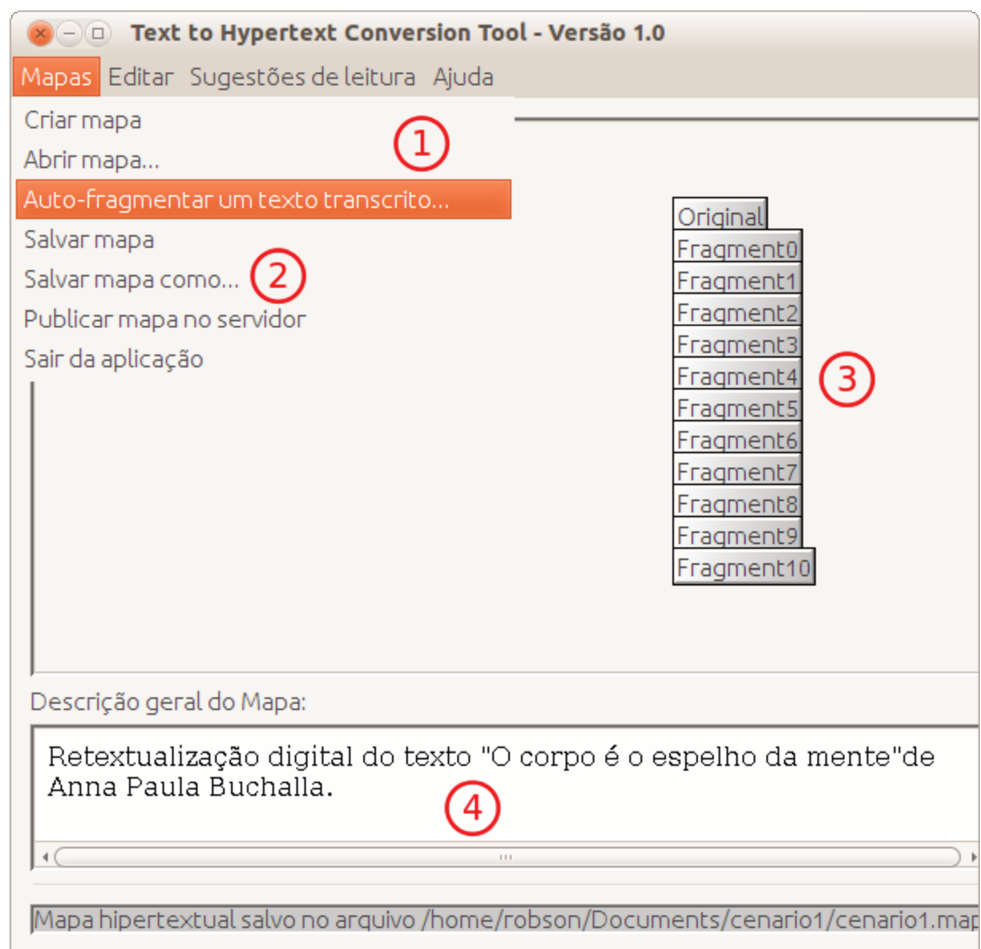 Text to Hypertext Conversion Tool - Versão 1.0
Mapas Editar Sugestões de leitura Ajuda
Criar mapa
1
Abrir mapa...
Auto-fragmentar um texto transcrito...
Salvar mapa
Salvar mapa como...
2
Publicar mapa no servidor
Sair da aplicação
Original
Fragment0
Fragment1
Fragment2
Fragment3
Fragment4
3
Fragment5
Fragment6
Fragment7
Fragment8
Fragment9
Fragment10
Descrição geral do Mapa:
Retextualização digital do texto "O corpo é o espelho da mente"de
Anna Paula Buchalla.
4
Mapa hipertextual salvo no arquivo /home/robson/Documents/cenario1/cenario1.map